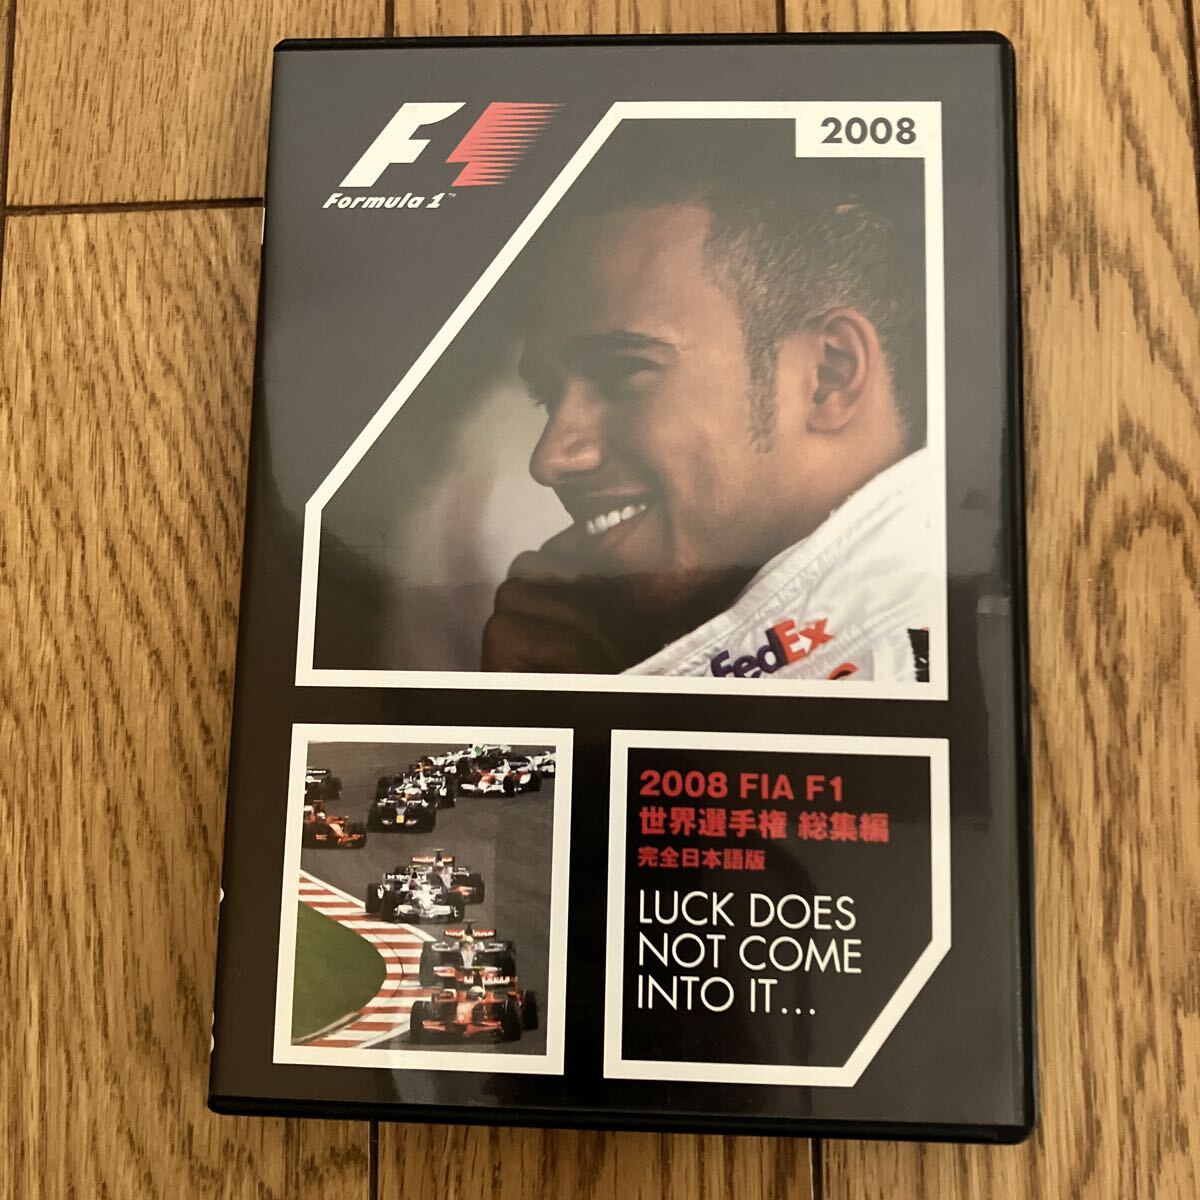 F1
Formula 1™
2008
FedEx
2008 FIA F1
世界選手権 総集編
完全日本語版
LUCK DOES
NOT COME
INTO IT...